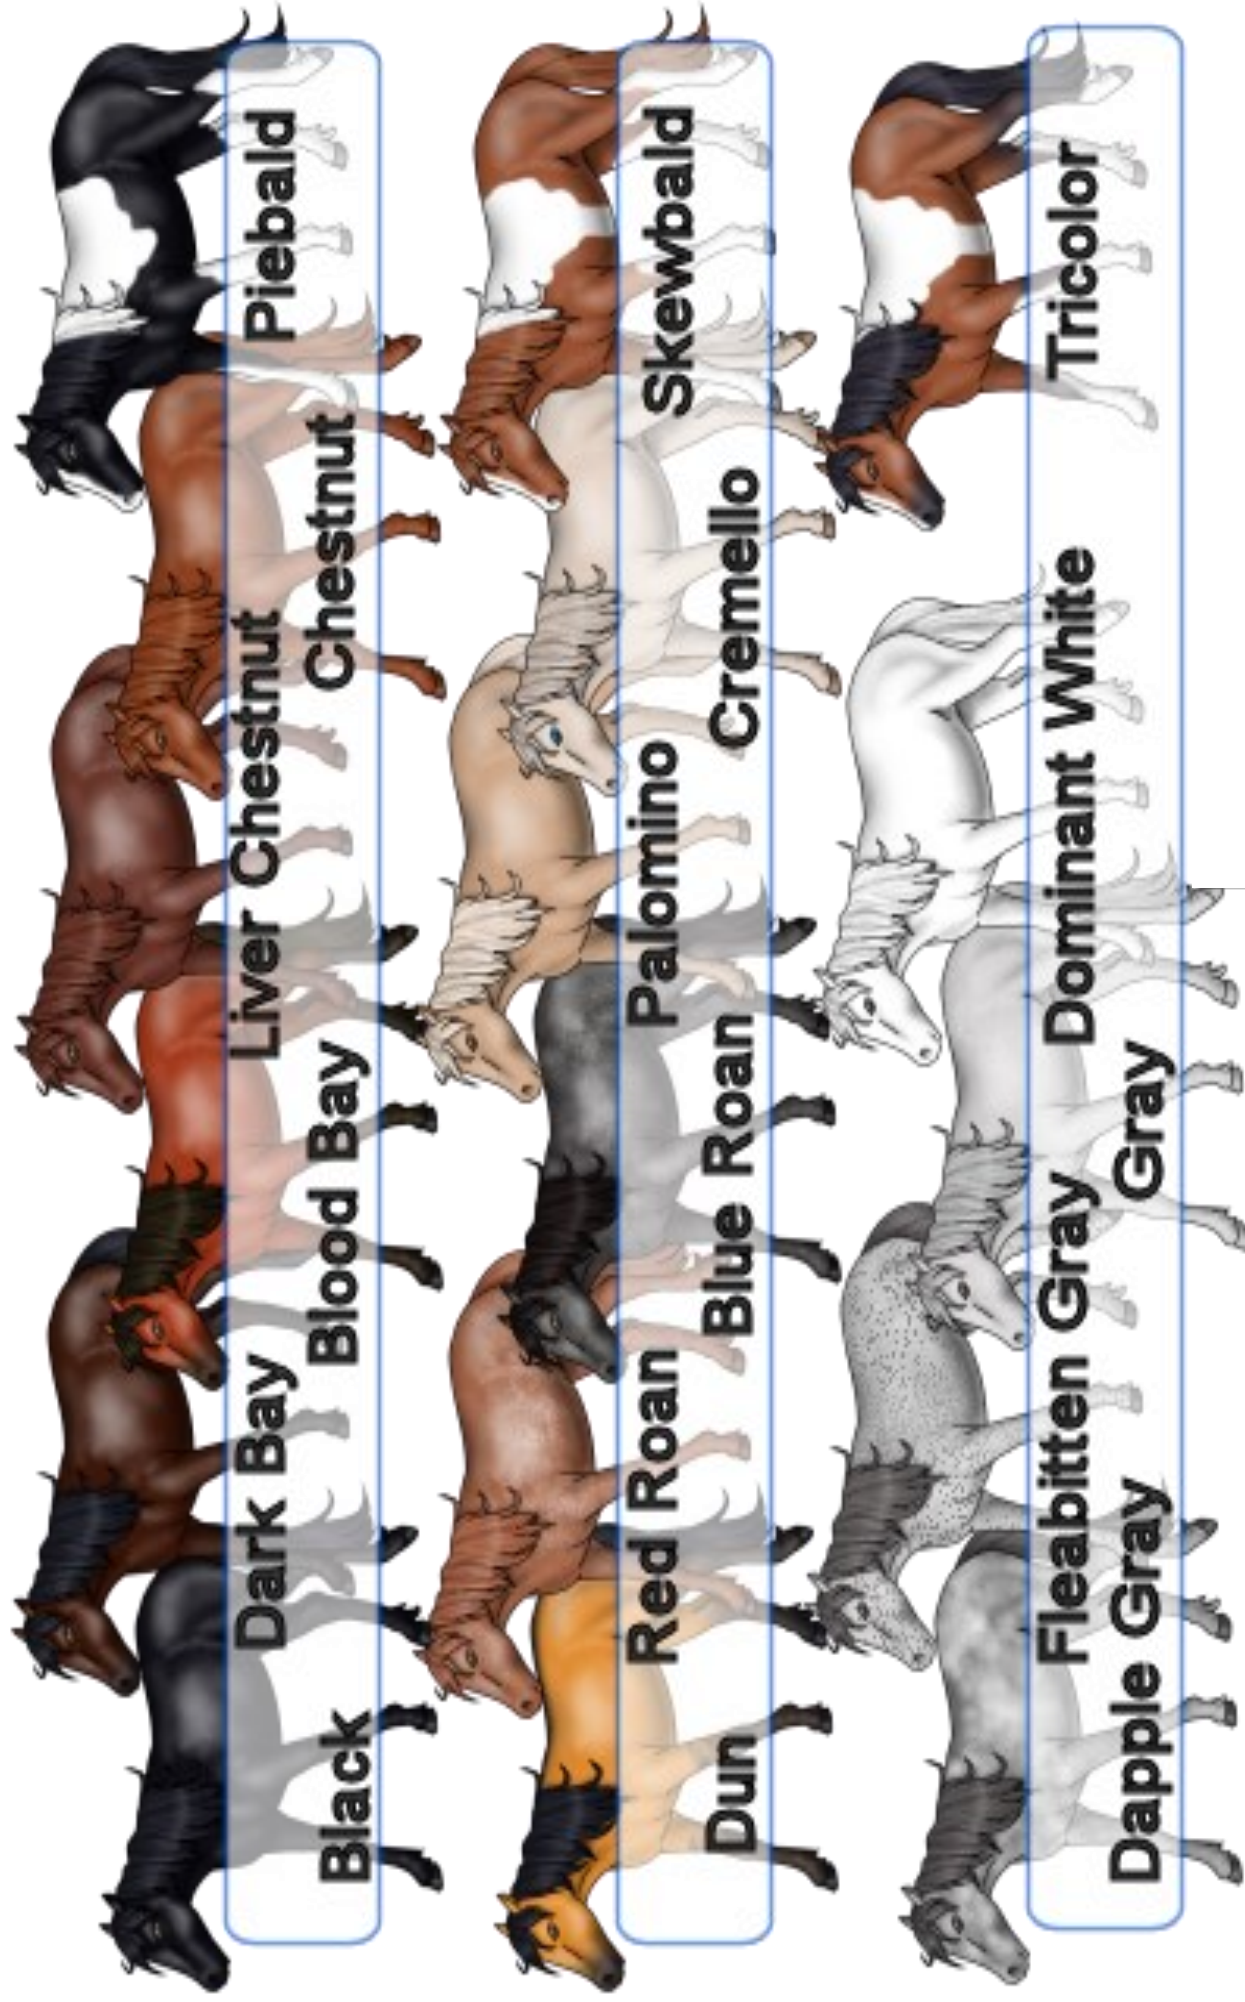 Black
Dark Bay
Blood Bay
Liver Chestnut
Chestnut
Piebald
Dun
Red Roan
Blue Roan
Palomino
Cremello
Skewbald
Dapple Gray
Fleabitten Gray
Gray
Dominant White
Tricolor